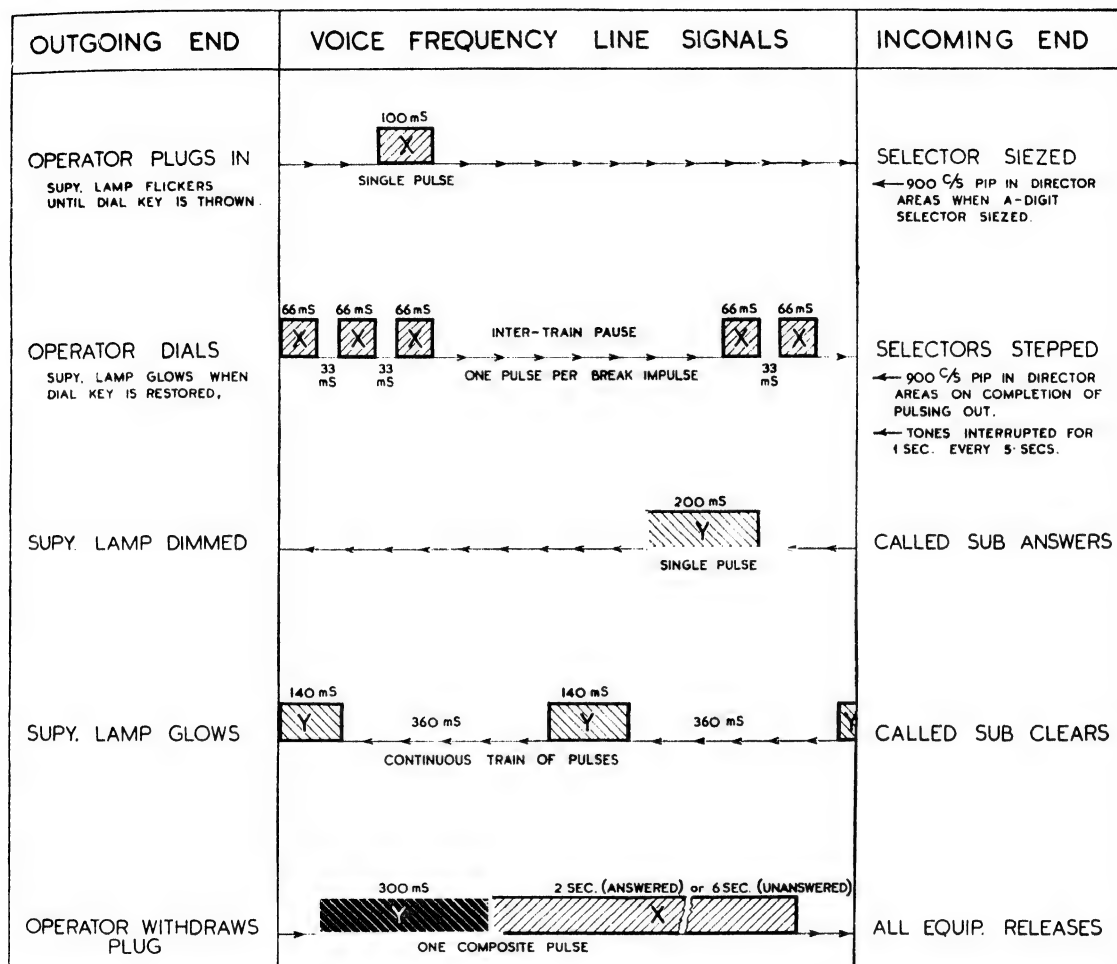 OUTGOING END
VOICE FREQUENCY LINE SIGNALS
INCOMING END
100 mS
X
OPERATOR PLUGS IN
SINGLE PULSE
SELECTOR SIEZED
SUPY. LAMP FLICKERS
UNTIL DIAL KEY IS THROWN.
900 C/S PIP IN DIRECTOR
AREAS WHEN A-DIGIT
SELECTOR SIEZED.
66 mS 66 mS 66 mS 66 mS 66 mS
X X X X X
INTER-TRAIN PAUSE
OPERATOR DIALS
33 mS 33 mS ONE PULSE PER BREAK IMPULSE 33 mS
SELECTORS STEPPED
SUPY. LAMP GLOWS WHEN
DIAL KEY IS RESTORED,
900 C/S PIP IN DIRECTOR
AREAS ON COMPLETION OF
PULSING OUT.
TONES INTERRUPTED FOR
1 SEC. EVERY 5 SECS.
200 mS
Y
SUPY. LAMP DIMMED
SINGLE PULSE
CALLED SUB ANSWERS
140 mS 140 mS
Y 360 mS Y 360 mS Y
SUPY. LAMP GLOWS
CONTINUOUS TRAIN OF PULSES
CALLED SUB CLEARS
300 mS 2 SEC. (ANSWERED) or 6 SEC. (UNANSWERED)
Y X
OPERATOR WITHDRAWS
PLUG
ONE COMPOSITE PULSE
ALL EQUIP. RELEASES